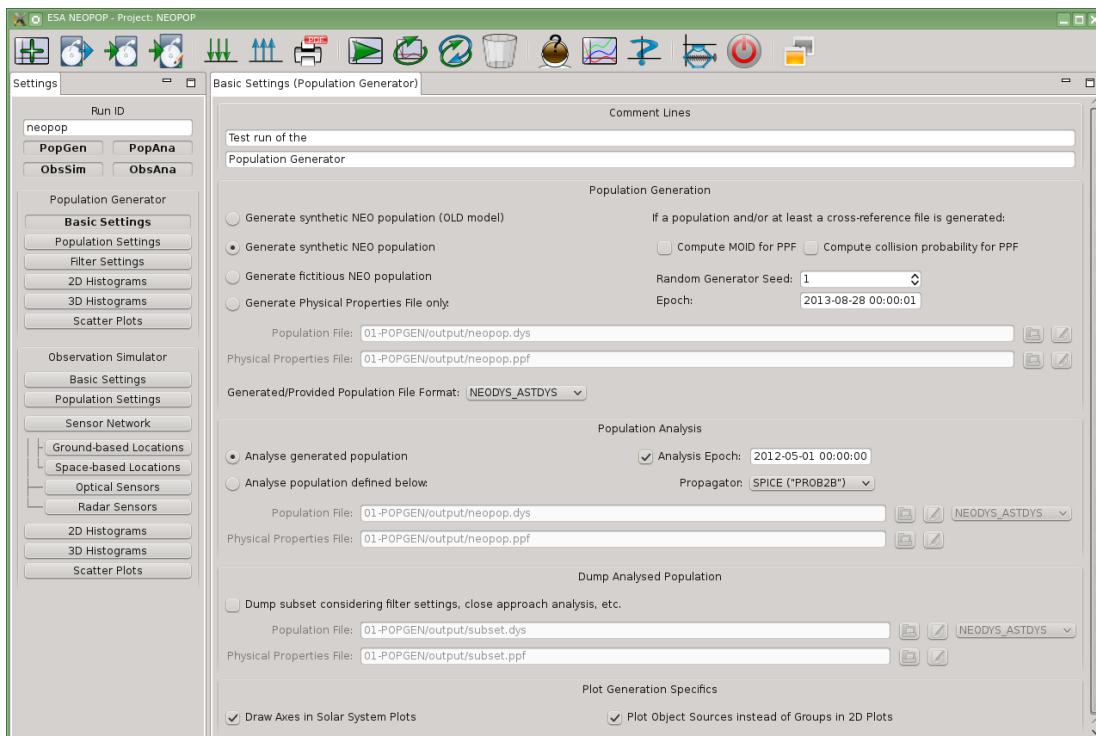 ESA NEOPOP - Project: NEOPOP
PDF
Settings
Run ID
neopop
PopGen PopAna
ObsSim ObsAna
Population Generator
Basic Settings
Population Settings
Filter Settings
2D Histograms
3D Histograms
Scatter Plots
Observation Simulator
Basic Settings
Population Settings
Sensor Network
Ground-based Locations
Space-based Locations
Optical Sensors
Radar Sensors
2D Histograms
3D Histograms
Scatter Plots
Basic Settings (Population Generator)
Comment Lines
Test run of the
Population Generator
Population Generation
Generate synthetic NEO population (OLD model) If a population and/or at least a cross-reference file is generated:
Generate synthetic NEO population Compute MOID for PPF Compute collision probability for PPF
Generate fictitious NEO population Random Generator Seed: 1
Generate Physical Properties File only: Epoch: 2013-08-28 00:00:01
Population File: 01-POPGEN/output/neopop.dys
Physical Properties File: 01-POPGEN/output/neopop.ppf
Generated/Provided Population File Format: NEODYS_ASTDYS
Population Analysis
Analyse generated population Analysis Epoch: 2012-05-01 00:00:00
Analyse population defined below: Propagator: SPICE ("PROB2B")
Population File: 01-POPGEN/output/neopop.dys NEODYS_ASTDYS
Physical Properties File: 01-POPGEN/output/neopop.ppf
Dump Analysed Population
Dump subset considering filter settings, close approach analysis, etc.
Population File: 01-POPGEN/output/subset.dys NEODYS_ASTDYS
Physical Properties File: 01-POPGEN/output/subset.ppf
Plot Generation Specifics
Draw Axes in Solar System Plots Plot Object Sources instead of Groups in 2D Plots